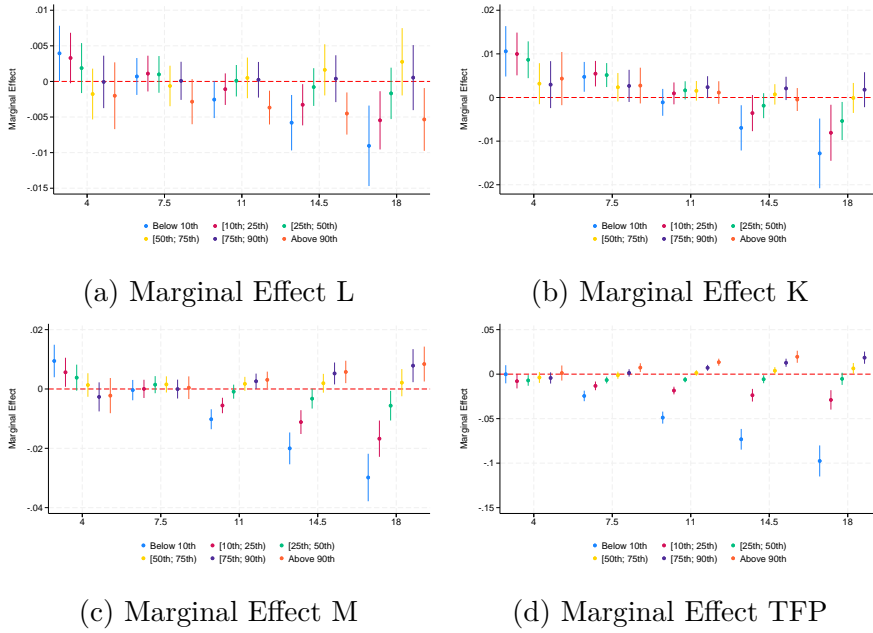 .01
.005
0
-.005
-.01
-.015
Marginal Effect
4 7.5 11 14.5 18
Below 10th [10th; 25th) [25th; 50th)
[50th; 75th) [75th; 90th) Above 90th
(a) Marginal Effect L
.02
.01
0
-.01
-.02
Marginal Effect
4 7.5 11 14.5 18
Below 10th [10th; 25th) [25th; 50th)
[50th; 75th) [75th; 90th) Above 90th
(b) Marginal Effect K
.02
0
-.02
-.04
Marginal Effect
4 7.5 11 14.5 18
Below 10th [10th; 25th) [25th; 50th)
[50th; 75th) [75th; 90th) Above 90th
(c) Marginal Effect M
.05
0
-.05
-.1
-.15
Marginal Effect
4 7.5 11 14.5 18
Below 10th [10th; 25th) [25th; 50th)
[50th; 75th) [75th; 90th) Above 90th
(d) Marginal Effect TFP